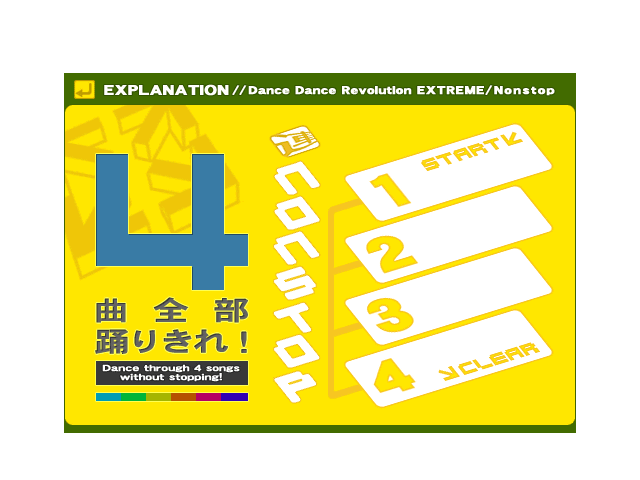 EXPLANATION//Dance Dance Revolution EXTREME/Nonstop
4
曲 全 部
踊りきれ!
Dance through 4 songs
without stopping!
NONSTOP
1 START
2
3
4 CLEAR